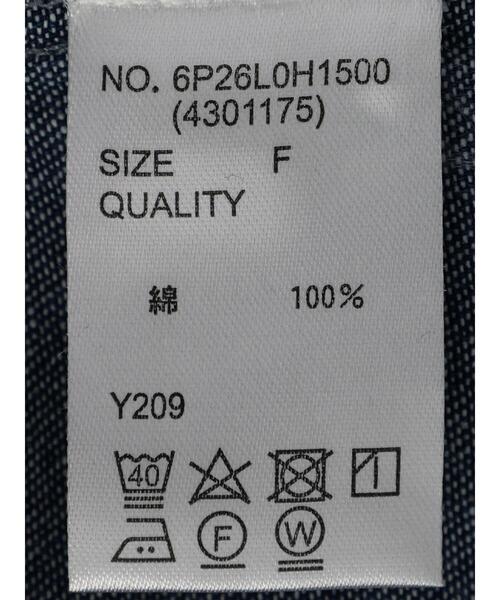 NO. 6P26L0H1500
(4301175)
SIZE F
QUALITY
綿 100%
Y209
40
F W